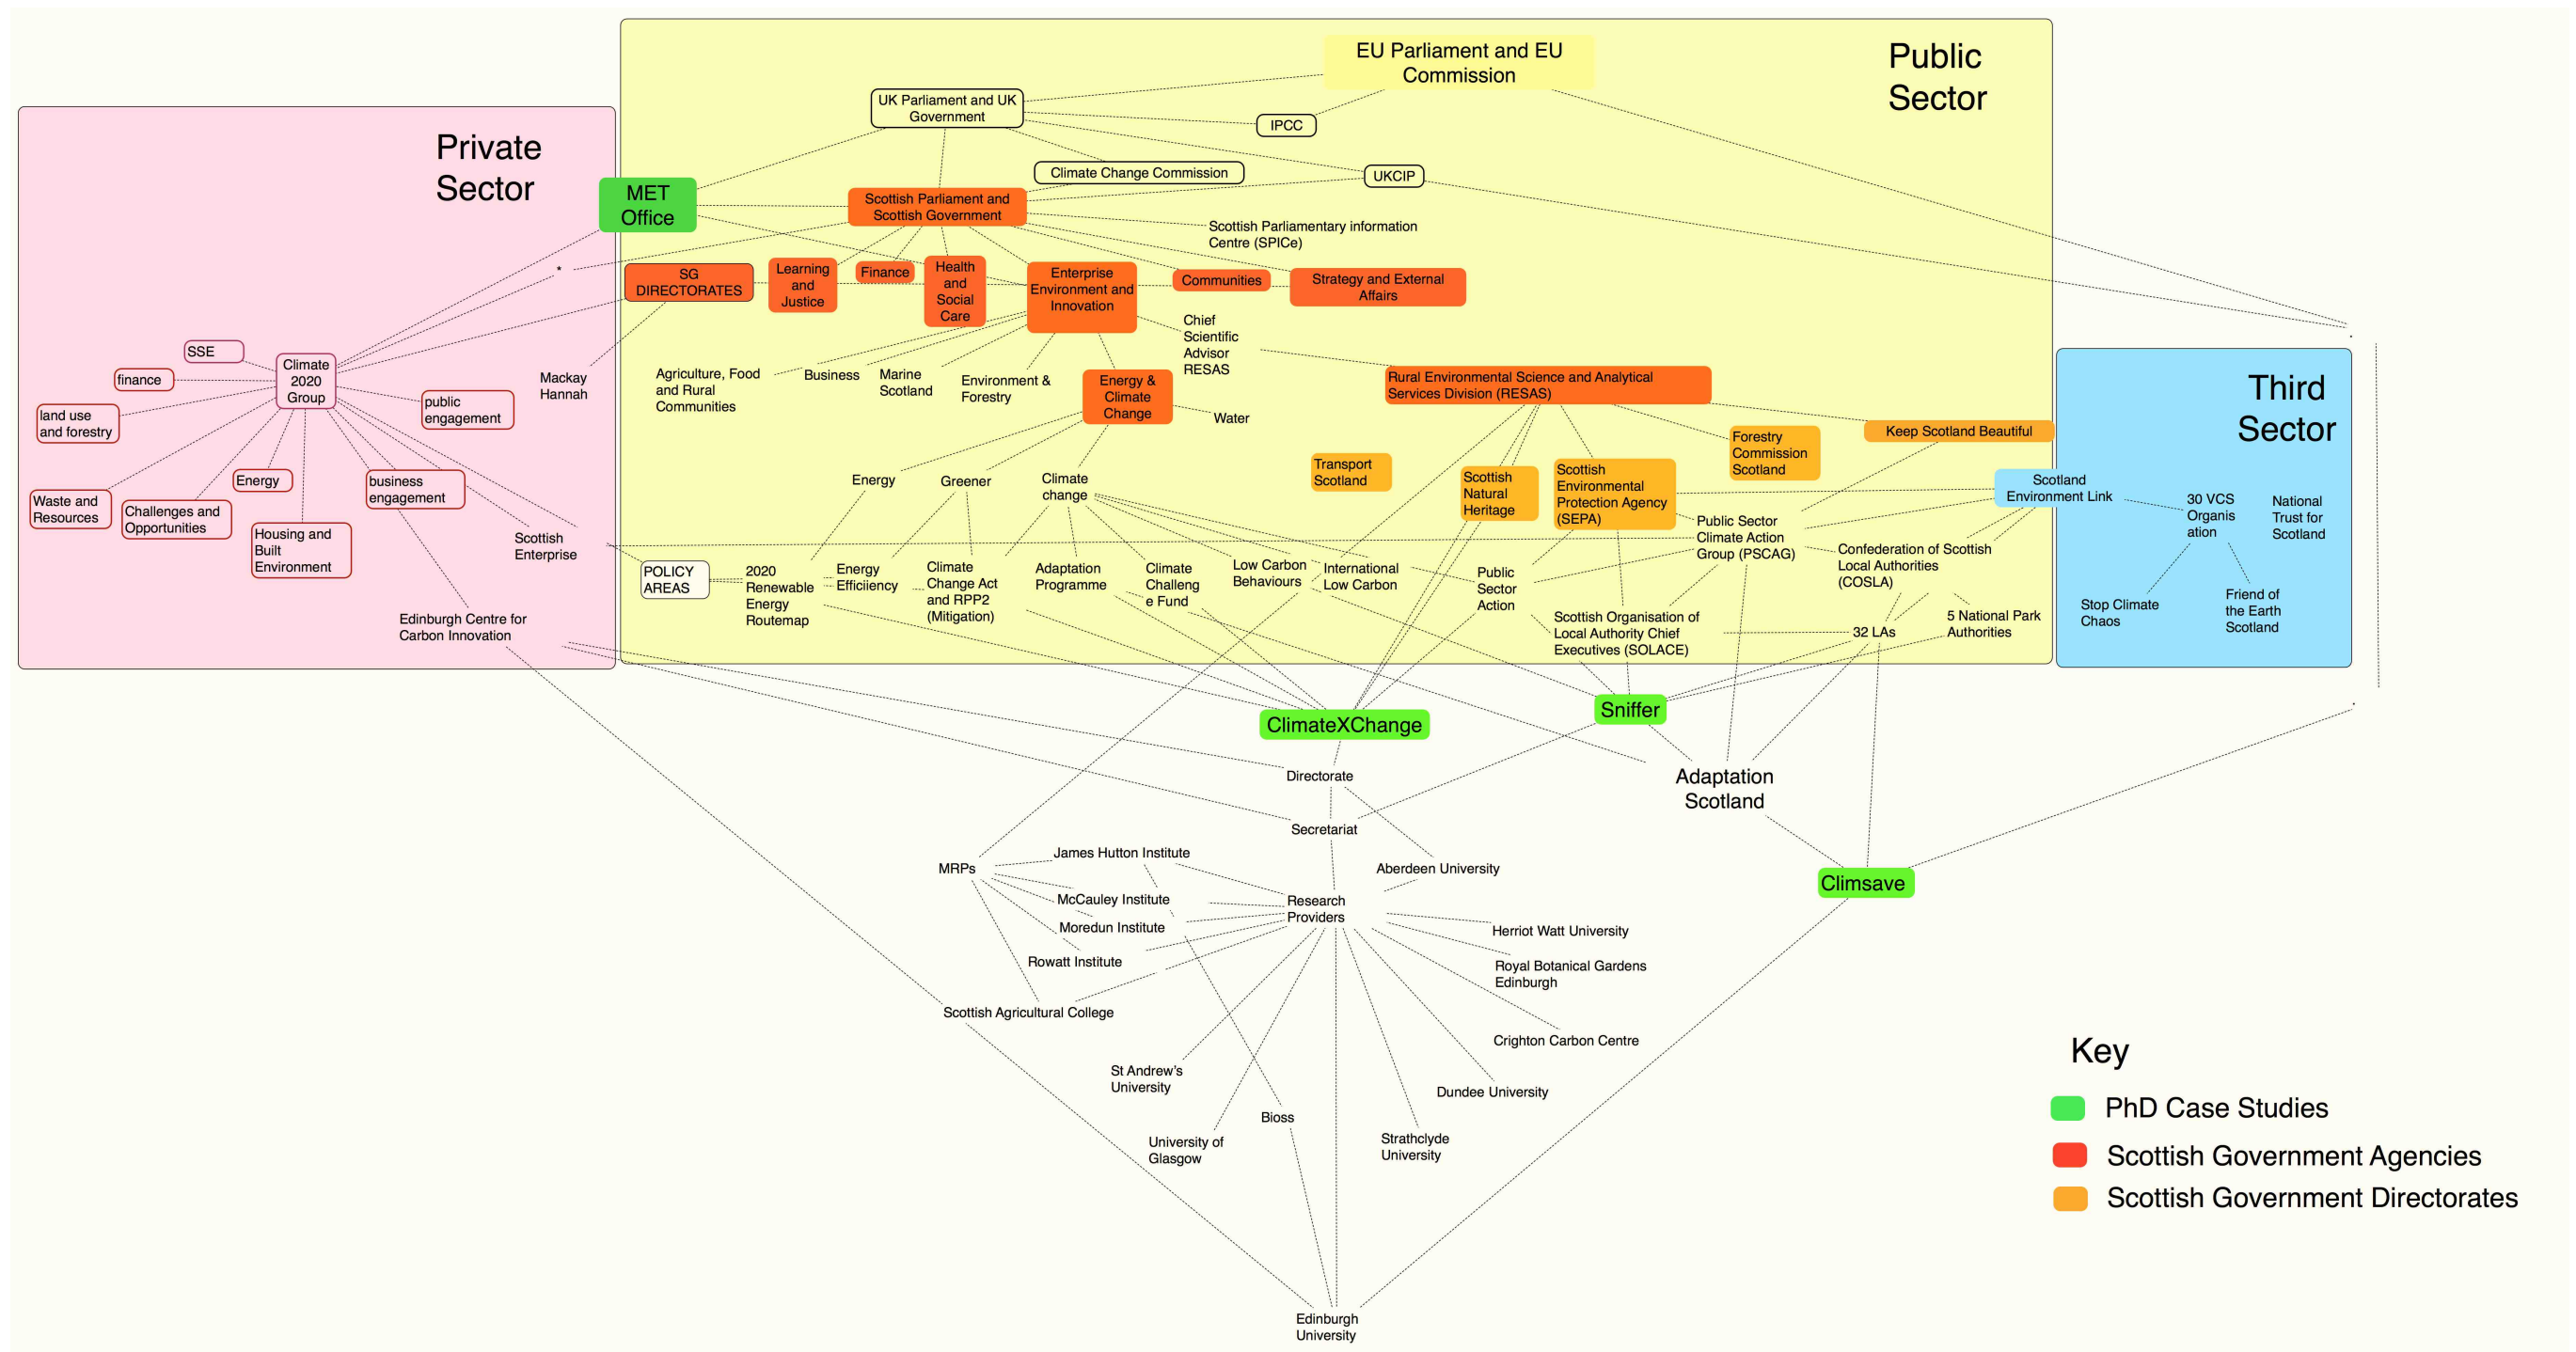 EU Parliament and EU
Commission
Public
Sector
UK Parliament and UK
Government
IPCC
Private
Sector
Climate Change Commission
UKCIP
MET
Office
Scottish Parliament and
Scottish Government
Scottish Parliamentary information
Centre (SPICe)
*
SG
DIRECTORATES
Learning
and
Justice
Finance
Health
and
Social
Care
Enterprise
Environment and
Innovation
Communities
Strategy and External
Affairs
Chief
Scientific
Advisor
RESAS
SSE
finance
land use
and forestry
Climate
2020
Group
public
engagement
Mackay
Hannah
Agriculture, Food
and Rural
Communities
Business
Marine
Scotland
Environment &
Forestry
Energy &
Climate
Change
Water
Rural Environmental Science and Analytical
Services Division (RESAS)
Keep Scotland Beautiful
Third
Sector
Forestry
Commission
Scotland
Transport
Scotland
Scottish
Natural
Heritage
Scottish
Environmental
Protection Agency
(SEPA)
Scotland
Environment Link
30 VCS
Organis
ation
National
Trust for
Scotland
Waste and
Resources
Challenges and
Opportunities
Energy
Housing and
Built
Environment
business
engagement
Scottish
Enterprise
Energy
Greener
Climate
change
Public Sector
Climate Action
Group (PSCAG)
Confederation of Scottish
Local Authorities
(COSLA)
POLICY
AREAS
2020
Renewable
Energy
Routemap
Energy
Efficiiency
Climate
Change Act
and RPP2
(Mitigation)
Adaptation
Programme
Climate
Challeng
e Fund
Low Carbon
Behaviours
International
Low Carbon
Public
Sector
Action
Scottish Organisation of
Local Authority Chief
Executives (SOLACE)
32 LAs
5 National Park
Authorities
Stop Climate
Chaos
Friend of
the Earth
Scotland
Edinburgh Centre for
Carbon Innovation
ClimateXChange
Sniffer
Directorate
Adaptation
Scotland
Secretariat
James Hutton Institute
MRPs
Aberdeen University
Climsave
McCauley Institute
Research
Providers
Moredun Institute
Herriot Watt University
Rowatt Institute
Royal Botanical Gardens
Edinburgh
Scottish Agricultural College
Crighton Carbon Centre
St Andrew's
University
Dundee University
Bioss
University of
Glasgow
Strathclyde
University
Edinburgh
University
Key
PhD Case Studies
Scottish Government Agencies
Scottish Government Directorates